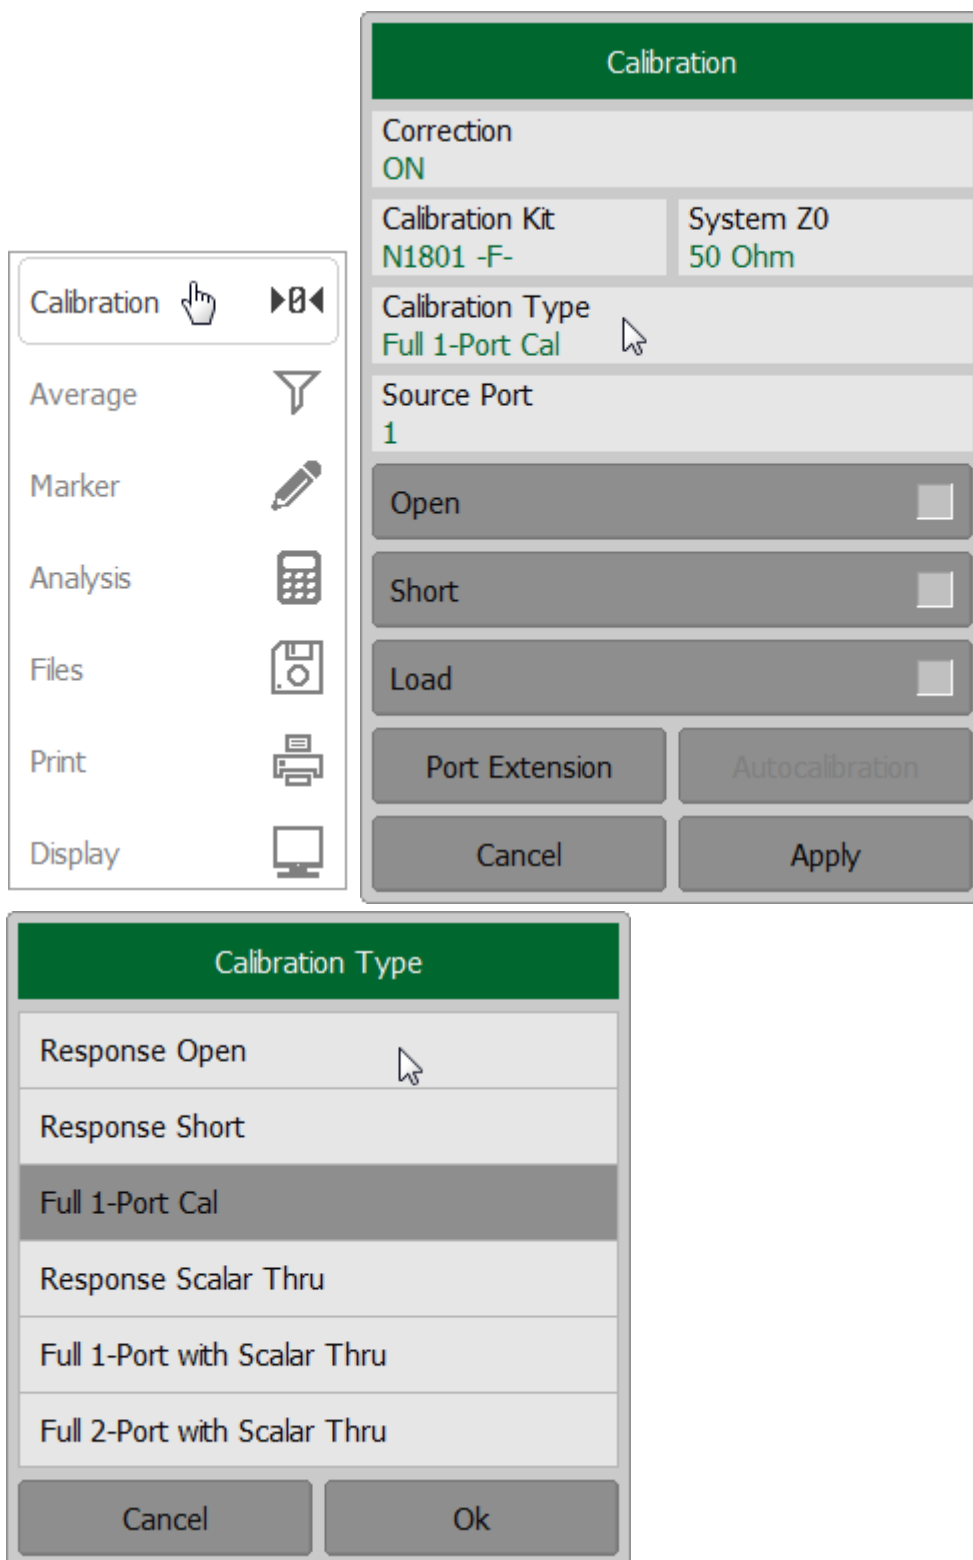 Calibration
Average
Marker
Analysis
Files
Print
Display
Calibration
Correction
ON
Calibration Kit
N1801 -F-
System Z0
50 Ohm
Calibration Type
Full 1-Port Cal
Source Port
1
Open
Short
Load
Port Extension
Autocalibration
Cancel
Apply
Calibration Type
Response Open
Response Short
Full 1-Port Cal
Response Scalar Thru
Full 1-Port with Scalar Thru
Full 2-Port with Scalar Thru
Cancel
Ok